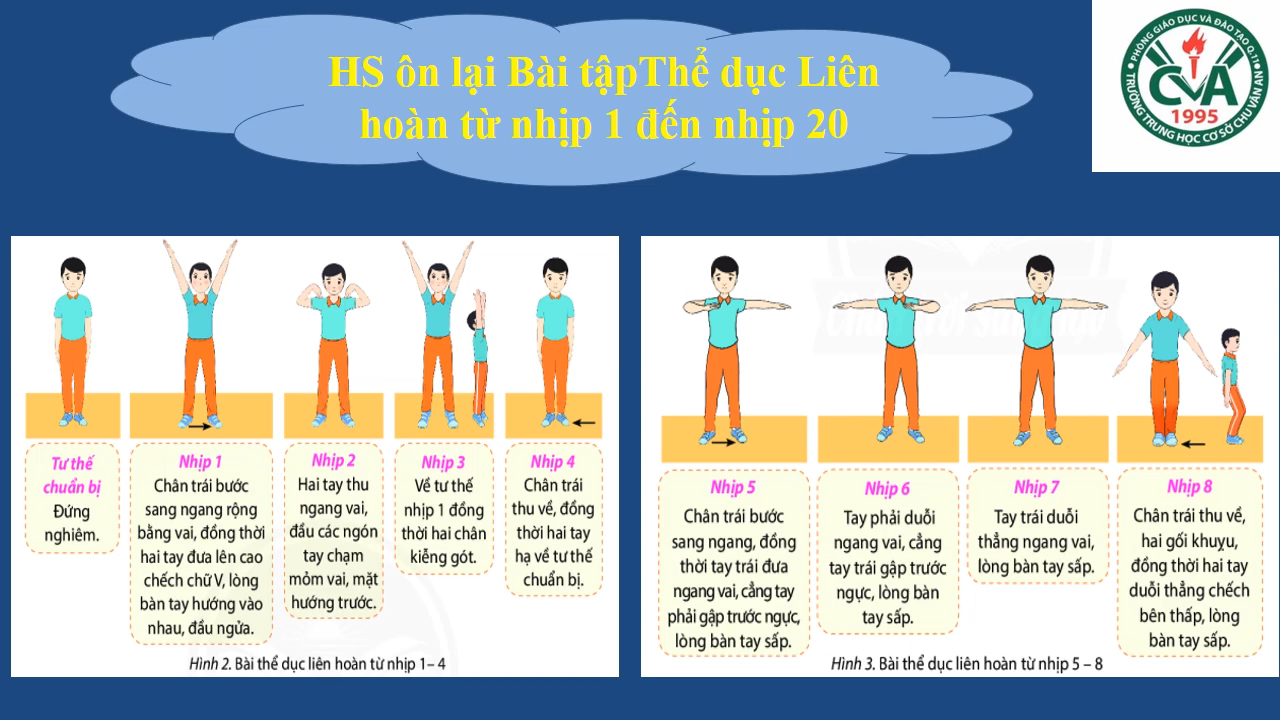 HS ôn lại Bài tậpThể dục Liên
hoàn từ nhịp 1 đến nhịp 20
PHÒNG GIÁO DỤC VÀ ĐÀO TẠO Q.11
CVA
1995
TRƯỜNG TRUNG HỌC CƠ SỞ CHU VĂN AN
Tư thế
chuẩn bị
Đứng
nghiêm.
Nhịp 1
Chân trái bước
sang ngang rộng
bằng vai, đồng thời
hai tay đưa lên cao
chếch chữ V, lòng
bàn tay hướng vào
nhau, đầu ngửa.
Nhịp 2
Hai tay thu
ngang vai,
đầu các ngón
tay chạm
mỏm vai, mặt
hướng trước.
Nhịp 3
Về tư thế
nhịp 1 đồng
thời hai chân
kiễng gót.
Nhịp 4
Chân trái
thu về, đồng
thời hai tay
hạ về tư thế
chuẩn bị.
Hình 2. Bài thể dục liên hoàn từ nhịp 1– 4
Nhịp 5
Chân trái bước
sang ngang, đồng
thời tay trái đưa
ngang vai, cẳng tay
phải gập trước ngực,
lòng bàn tay sấp.
Nhịp 6
Tay phải duỗi
ngang vai, cẳng
tay trái gập trước
ngực, lòng bàn
tay sấp.
Nhịp 7
Tay trái duỗi
thẳng ngang vai,
lòng bàn tay sấp.
Nhịp 8
Chân trái thu về,
hai gối khuỵu,
đồng thời hai tay
duỗi thẳng chếch
bên thấp, lòng
bàn tay sấp.
Hình 3. Bài thể dục liên hoàn từ nhịp 5 – 8